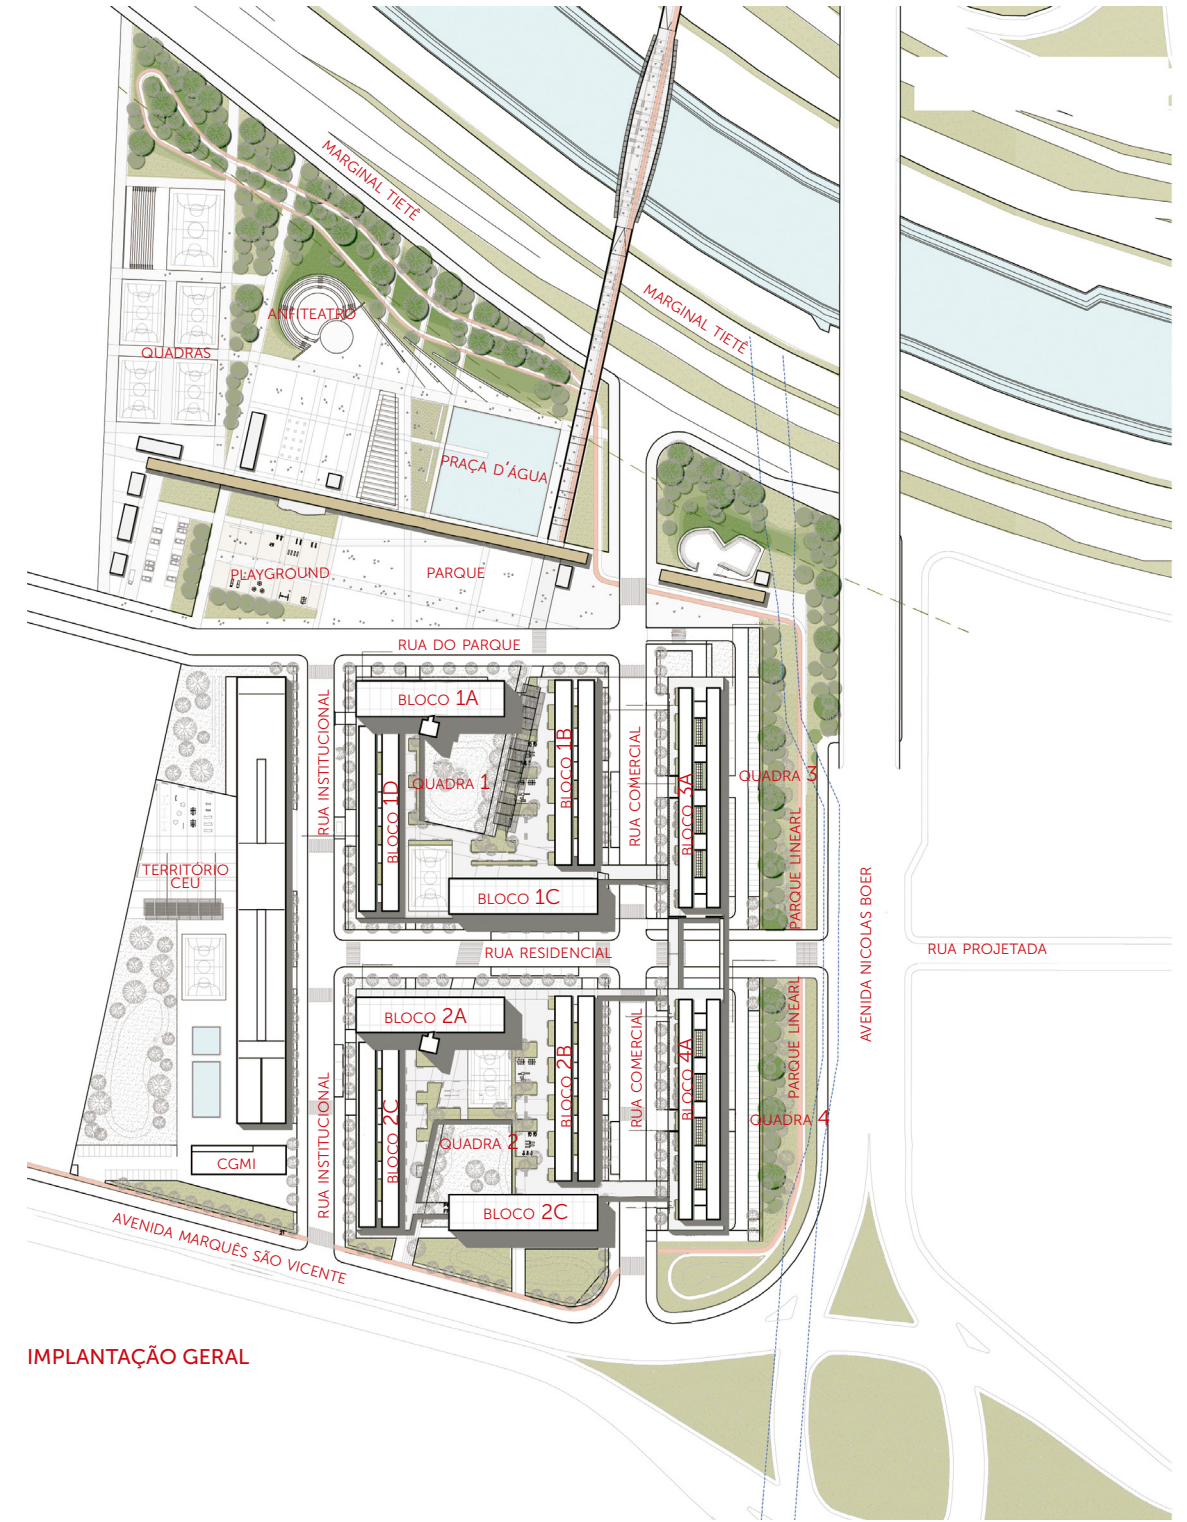 MARGINAL TIETÊ
MARGINAL TIETÊ
ANFITEATRO
QUADRAS
PRAÇA D'ÁGUA
PLAYGROUND
PARQUE
RUA DO PARQUE
BLOCO 1A
RUA INSTITUCIONAL
BLOCO 1D
QUADRA 1
BLOCO 1B
RUA COMERCIAL
BLOCO 3A
QUADRA 3
PARQUE LINEARL
TERRITÓRIO
CEU
BLOCO 1C
AVENIDA NICOLAS BOER
RUA RESIDENCIAL
RUA PROJETADA
BLOCO 2A
RUA INSTITUCIONAL
BLOCO 2C
QUADRA 2
BLOCO 2B
RUA COMERCIAL
BLOCO 4A
PARQUE LINEARL
QUADRA 4
CGMI
BLOCO 2C
AVENIDA MARQUÊS SÃO VICENTE
IMPLANTAÇÃO GERAL